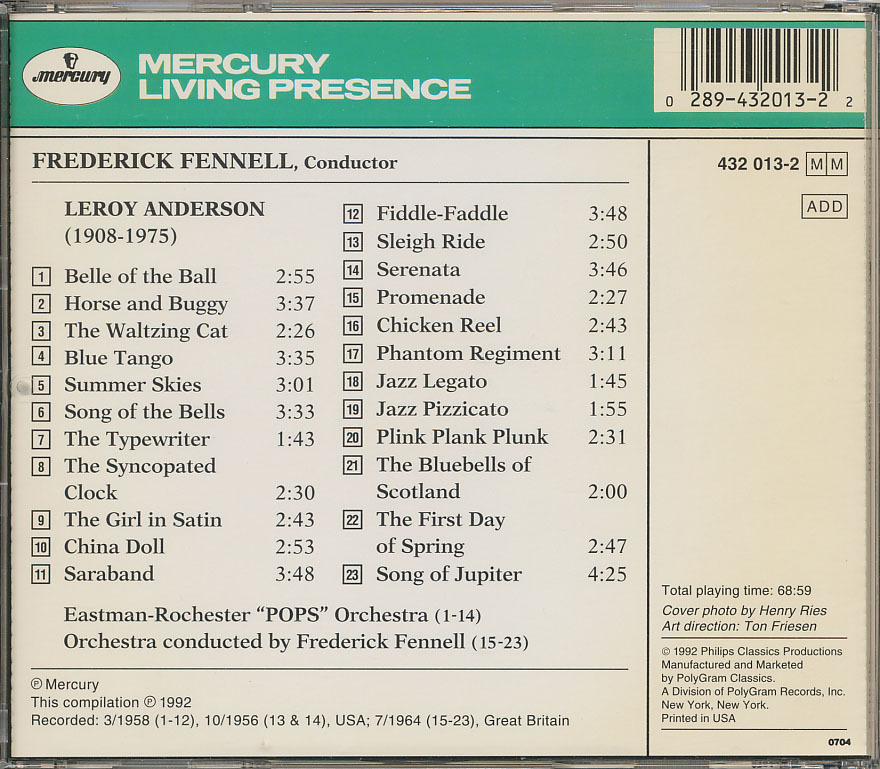 mercury
MERCURY
LIVING PRESENCE
0 289-432013-2 2
FREDERICK FENNELL, Conductor
432 013-2 MM
ADD
LEROY ANDERSON
(1908-1975)
1 Belle of the Ball 2:55
2 Horse and Buggy 3:37
3 The Waltzing Cat 2:26
4 Blue Tango 3:35
5 Summer Skies 3:01
6 Song of the Bells 3:33
7 The Typewriter 1:43
8 The Syncopated
Clock 2:30
9 The Girl in Satin 2:43
10 China Doll 2:53
11 Saraband 3:48
12 Fiddle-Faddle 3:48
13 Sleigh Ride 2:50
14 Serenata 3:46
15 Promenade 2:27
16 Chicken Reel 2:43
17 Phantom Regiment 3:11
18 Jazz Legato 1:45
19 Jazz Pizzicato 1:55
20 Plink Plank Plunk 2:31
21 The Bluebells of
Scotland 2:00
22 The First Day
of Spring 2:47
23 Song of Jupiter 4:25
Eastman-Rochester “POPS” Orchestra (1-14)
Orchestra conducted by Frederick Fennell (15-23)
℗ Mercury
This compilation ℗ 1992
Recorded: 3/1958 (1-12), 10/1956 (13 & 14), USA; 7/1964 (15-23), Great Britain
Total playing time: 68:59
Cover photo by Henry Ries
Art direction: Ton Friesen
© 1992 Philips Classics Productions
Manufactured and Marketed
by PolyGram Classics.
A Division of PolyGram Records, Inc.
New York, New York.
Printed in USA
0704